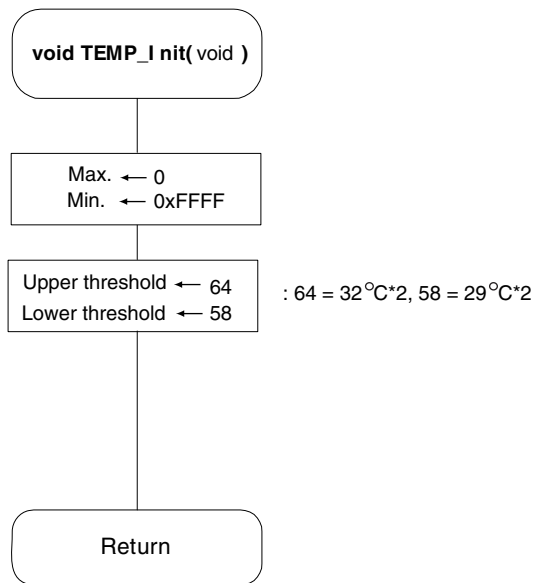 void TEMP_I nit( void )
Max. ← 0
Min. ← 0xFFFF
Upper threshold ← 64
Lower threshold ← 58
: 64 = 32°C*2, 58 = 29°C*2
Return